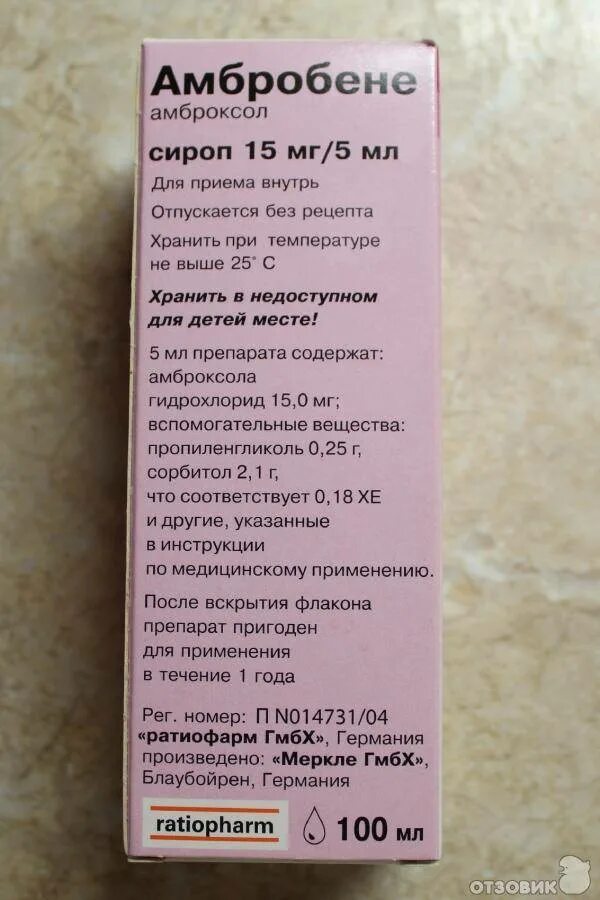 Амбробене
амброксол
сироп 15 мг/5 мл
Для приема внутрь
Отпускается без рецепта
Хранить при температуре
не выше 25° С
Хранить в недоступном
для детей месте!
5 мл препарата содержат:
амброксола
гидрохлорид 15,0 мг;
вспомогательные вещества:
пропиленгликоль 0,25 г,
сорбитол 2,1 г,
что соответствует 0,18 ХЕ
и другие, указанные
в инструкции
по медицинскому применению.
После вскрытия флакона
препарат пригоден
для применения
в течение 1 года
Рег. номер: П N014731/04
«ратиофарм ГмбХ», Германия
произведено: «Меркле ГмбХ»,
Блаубойрен, Германия
ratiopharm
100 мл
ОТЗОВИК